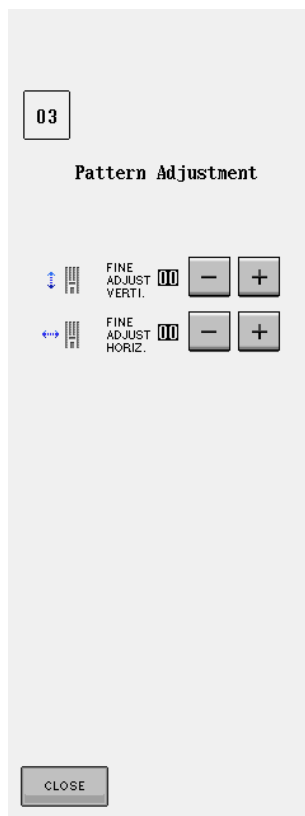 03
Pattern Adjustment
FINE
ADJUST 00 − +
VERTI.
FINE
ADJUST 00 − +
HORIZ.
CLOSE